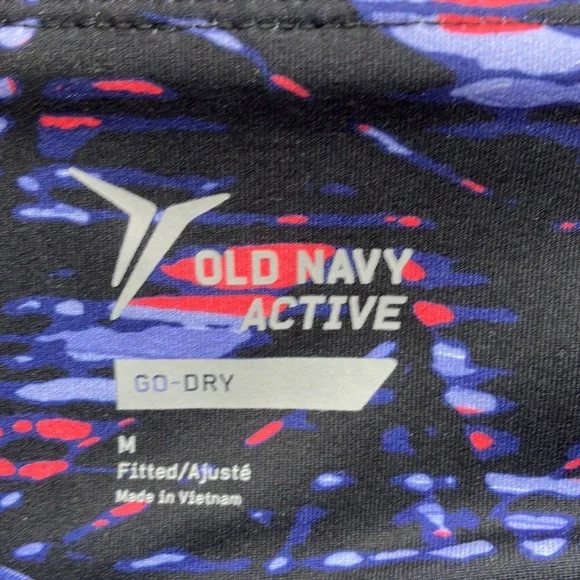 OLD NAVY
ACTIVE
GO-DRY
M
Fitted/Ajusté
Made in Vietnam